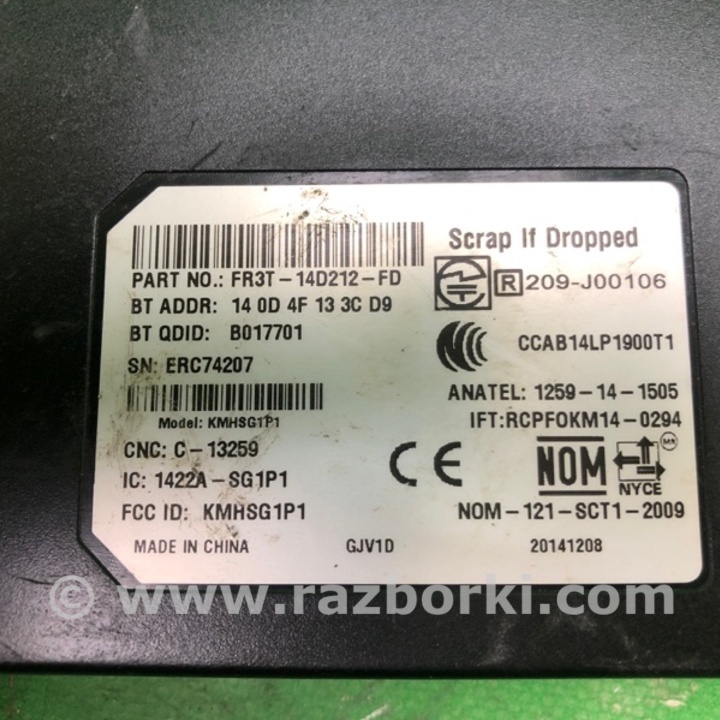 Scrap If Dropped
PART NO.: FR3T-14D212-FD
R 209-J00106
BT ADDR: 14 0D 4F 13 3C D9
BT QDID: B017701
CCAB14LP1900T1
SN: ERC74207
ANATEL: 1259-14-1505
Model: KMHSG1P1
IFT:RCPFOKM14-0294
CNC: C-13259
CE
NOM
NYCE
IC: 1422A-SG1P1
FCC ID: KMHSG1P1
NOM-121-SCT1-2009
MADE IN CHINA GJV1D 20141208
© www.razborki.com